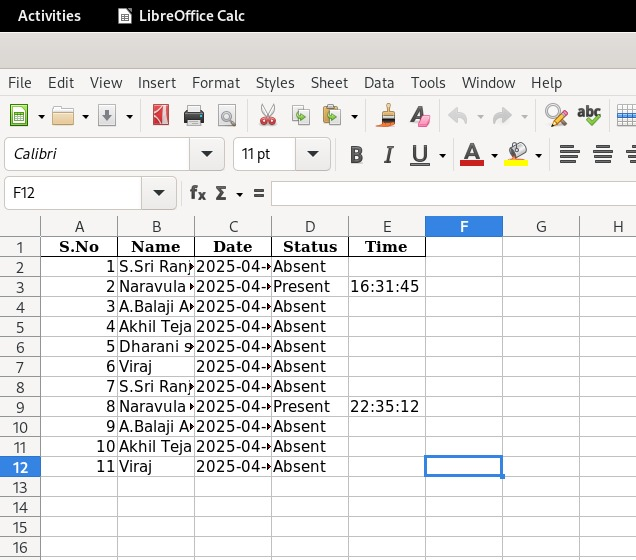 Activities LibreOffice Calc
File Edit View Insert Format Styles Sheet Data Tools Window Help
abc
Calibri 11 pt B I U A
F12 fx Σ =
A B C D E F G H
1 S.No Name Date Status Time
2 1 S.Sri Ranj 2025-04- Absent
3 2 Naravula 2025-04- Present 16:31:45
4 3 A.Balaji A 2025-04- Absent
5 4 Akhil Teja 2025-04- Absent
6 5 Dharani s 2025-04- Absent
7 6 Viraj 2025-04- Absent
8 7 S.Sri Ranj 2025-04- Absent
9 8 Naravula 2025-04- Present 22:35:12
10 9 A.Balaji A 2025-04- Absent
11 10 Akhil Teja 2025-04- Absent
12 11 Viraj 2025-04- Absent
13
14
15
16